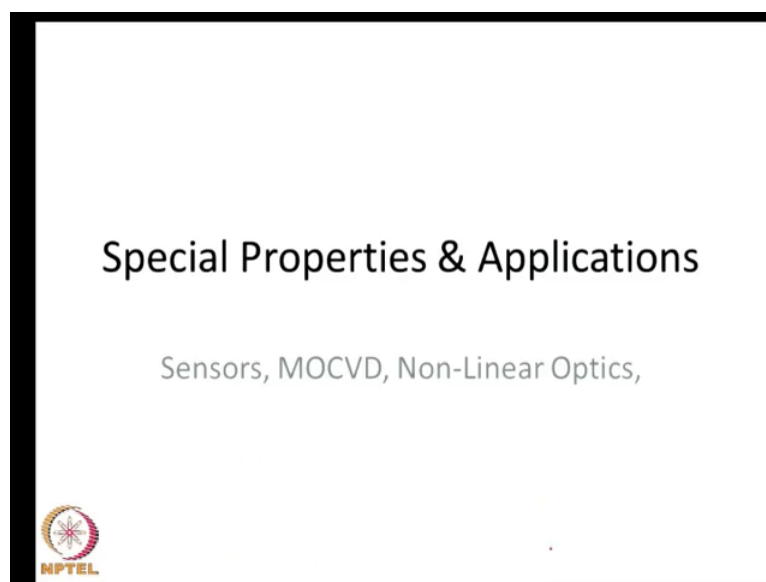 Special Properties & Applications
Sensors, MOCVD, Non-Linear Optics,
NPTEL